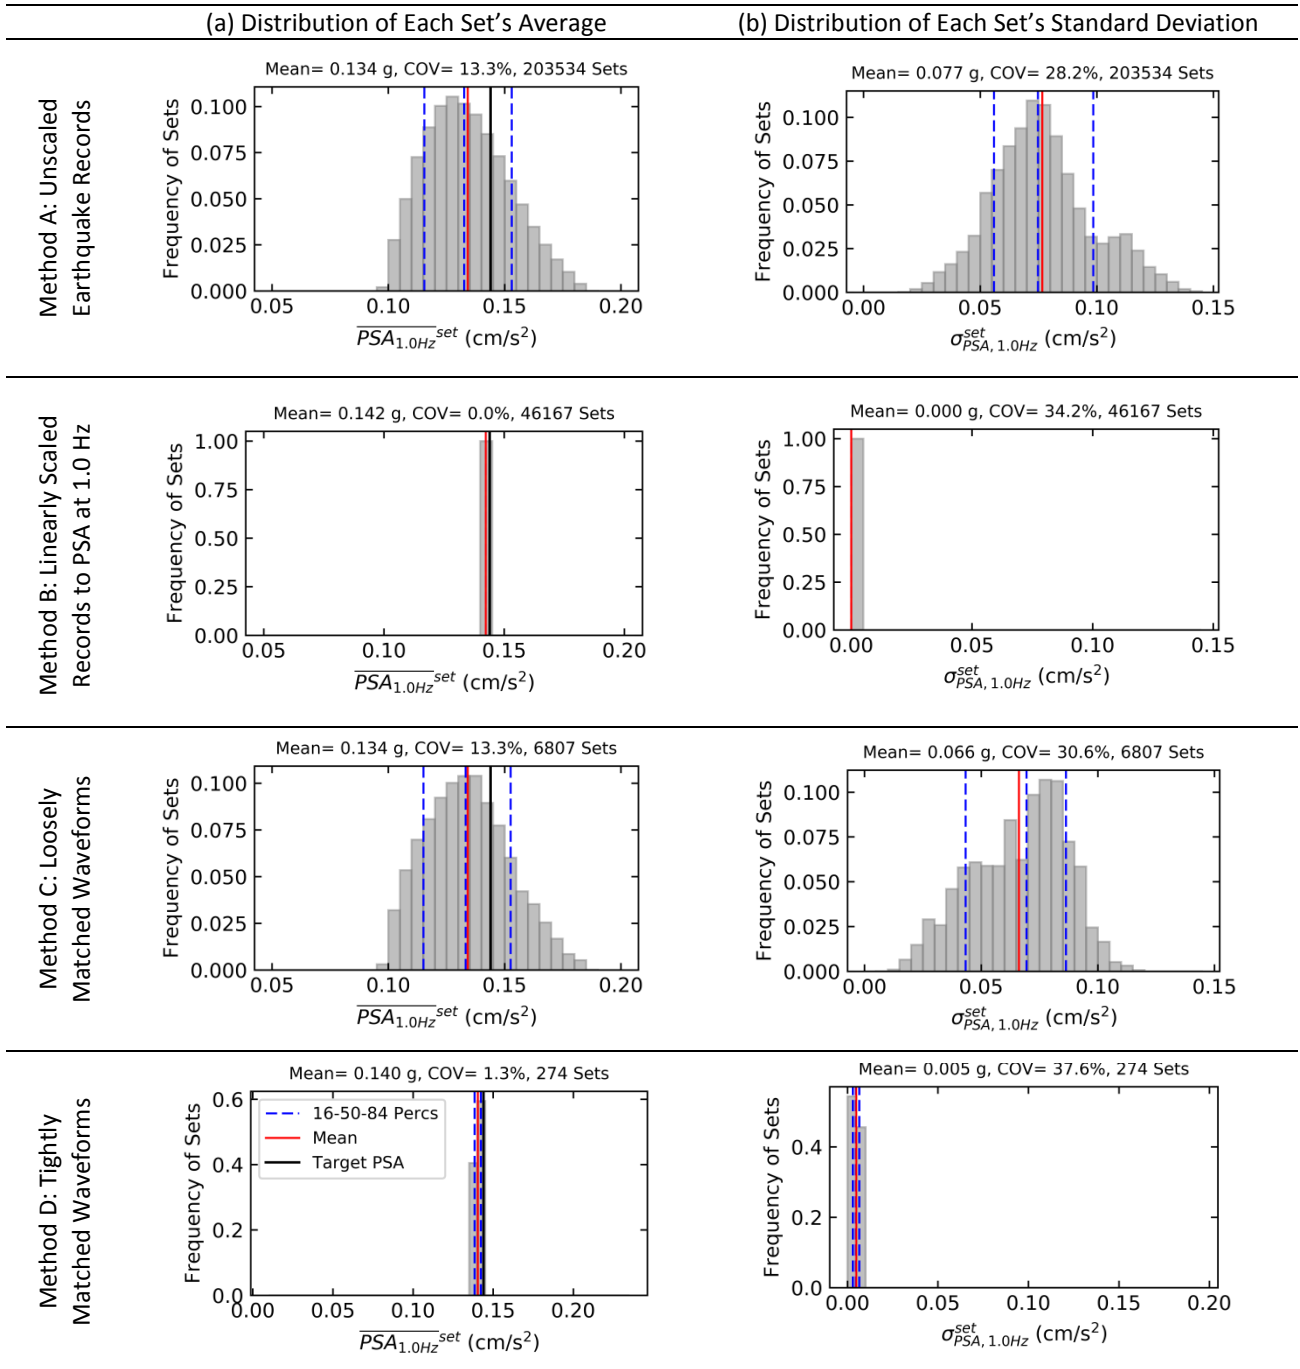 (a) Distribution of Each Set's Average
(b) Distribution of Each Set's Standard Deviation
Method A: Unscaled
Earthquake Records
Mean= 0.134 g, COV= 13.3%, 203534 Sets
Frequency of Sets
0.100
0.075
0.050
0.025
0.000
0.05 0.10 0.15 0.20
PSA1.0Hz set (cm/s²)
Mean= 0.077 g, COV= 28.2%, 203534 Sets
Frequency of Sets
0.100
0.075
0.050
0.025
0.000
0.00 0.05 0.10 0.15
σ set PSA, 1.0Hz (cm/s²)
Method B: Linearly Scaled
Records to PSA at 1.0 Hz
Mean= 0.142 g, COV= 0.0%, 46167 Sets
Frequency of Sets
1.00
0.75
0.50
0.25
0.00
0.05 0.10 0.15 0.20
PSA1.0Hz set (cm/s²)
Mean= 0.000 g, COV= 34.2%, 46167 Sets
Frequency of Sets
1.00
0.75
0.50
0.25
0.00
0.00 0.05 0.10 0.15
σ set PSA, 1.0Hz (cm/s²)
Method C: Loosely
Matched Waveforms
Mean= 0.134 g, COV= 13.3%, 6807 Sets
Frequency of Sets
0.100
0.075
0.050
0.025
0.000
0.05 0.10 0.15 0.20
PSA1.0Hz set (cm/s²)
Mean= 0.066 g, COV= 30.6%, 6807 Sets
Frequency of Sets
0.100
0.075
0.050
0.025
0.000
0.00 0.05 0.10 0.15
σ set PSA, 1.0Hz (cm/s²)
Method D: Tightly
Matched Waveforms
Mean= 0.140 g, COV= 1.3%, 274 Sets
Frequency of Sets
0.6
0.4
0.2
0.0
16-50-84 Percs
Mean
Target PSA
0.00 0.05 0.10 0.15 0.20
PSA1.0Hz set (cm/s²)
Mean= 0.005 g, COV= 37.6%, 274 Sets
Frequency of Sets
0.4
0.2
0.0
0.00 0.05 0.10 0.15 0.20
σ set PSA, 1.0Hz (cm/s²)